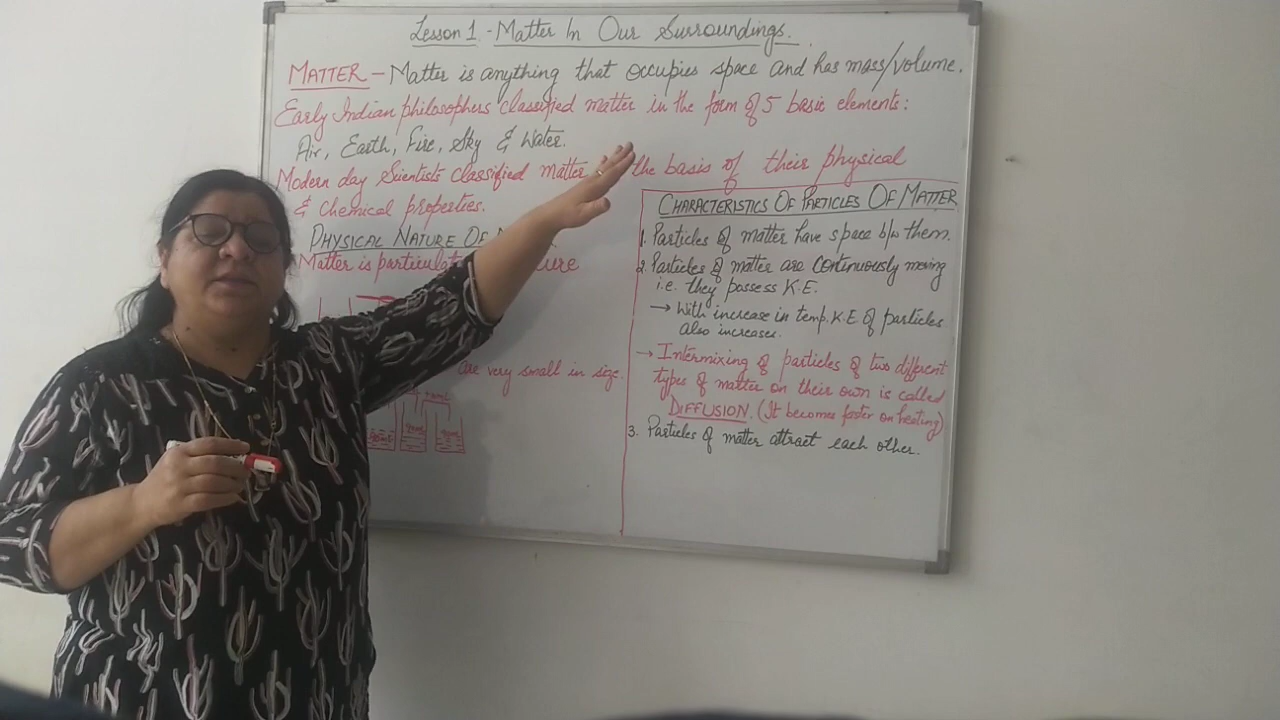 Lesson 1 - Matter In Our Surroundings.
MATTER - Matter is anything that occupies space and has mass/volume.
Early Indian philosophers classified matter in the form of 5 basic elements:
Air, Earth, Fire, Sky & Water.
Modern day Scientists classified matter the basis of their physical
& chemical properties.
PHYSICAL NATURE OF
Matter is
are very small in size.
CHARACTERISTICS OF PARTICLES OF MATTER
1. Particles of matter have space b/w them.
2. Particles of matter are continuously moving
i.e. they possess K.E.
→ With increase in temp. K.E. of particles
also increases.
→ Intermixing of particles of two different
types of matter on their own is called
DIFFUSION. (It becomes faster on heating)
3. Particles of matter attract each other.